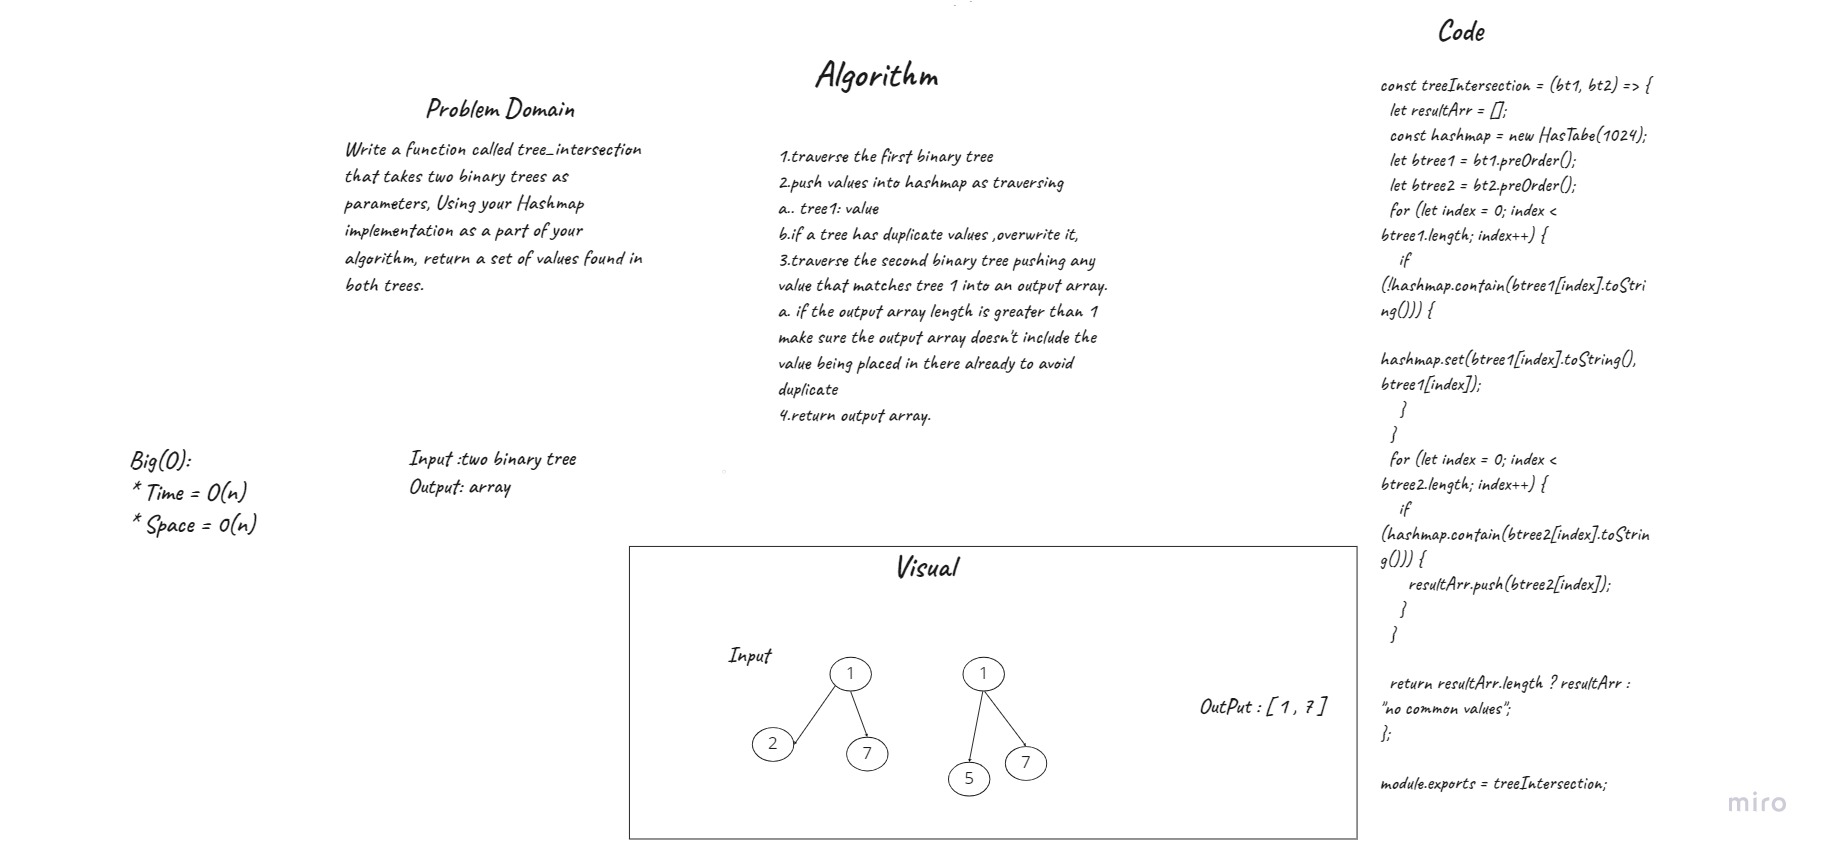 Problem Domain
Write a function called tree_intersection
that takes two binary trees as
parameters, Using your Hashmap
implementation as a part of your
algorithm, return a set of values found in
both trees.
Big(O):
* Time = O(n)
* Space = O(n)
Input :two binary tree
Output: array
Algorithm
1.traverse the first binary tree
2.push values into hashmap as traversing
a.. tree1: value
b.if a tree has duplicate values ,overwrite it,
3.traverse the second binary tree pushing any
value that matches tree 1 into an output array.
a. if the output array length is greater than 1
make sure the output array doesn't include the
value being placed in there already to avoid
duplicate
4.return output array.
Visual
Input
1
2
7
1
5
7
OutPut : [ 1 , 7 ]
Code
const treeIntersection = (bt1, bt2) => {
let resultArr = [];
const hashmap = new HasTabe(1024);
let btree1 = bt1.preOrder();
let btree2 = bt2.preOrder();
for (let index = 0; index <
btree1.length; index++) {
if
(!hashmap.contain(btree1[index].toStri
ng())) {
hashmap.set(btree1[index].toString(),
btree1[index]);
}
}
for (let index = 0; index <
btree2.length; index++) {
if
(hashmap.contain(btree2[index].toStrin
g())) {
resultArr.push(btree2[index]);
}
}
return resultArr.length ? resultArr :
"no common values";
};
module.exports = treeIntersection;
miro